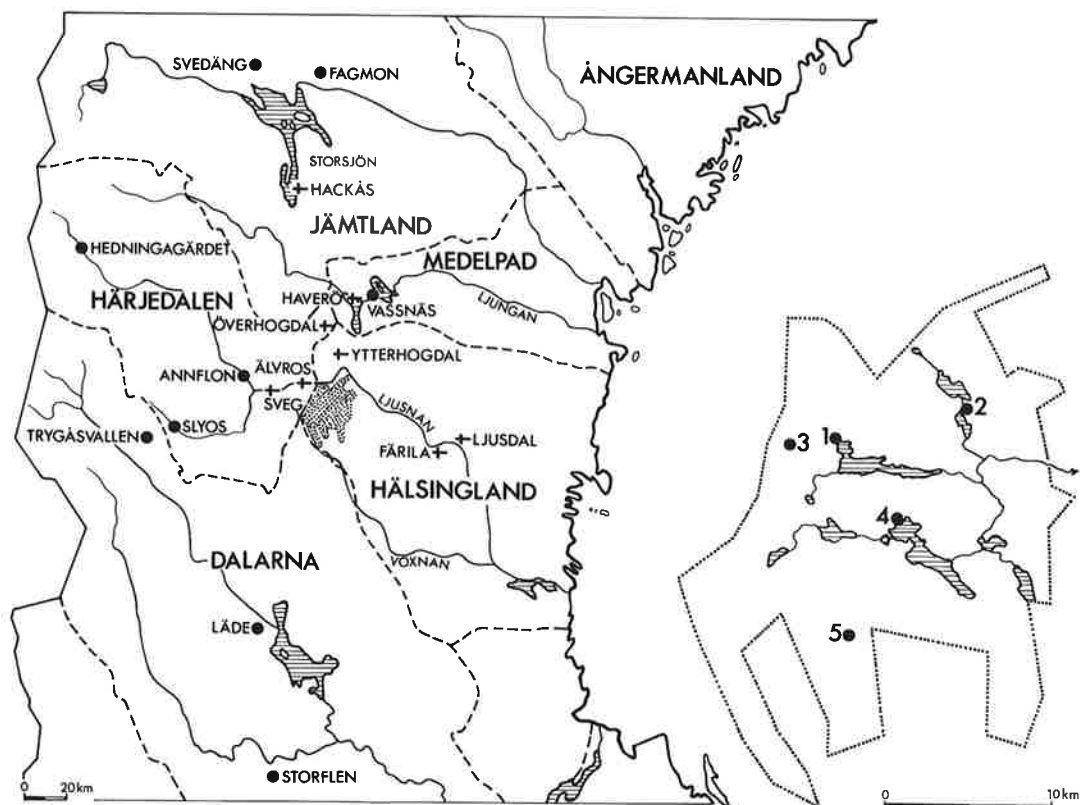 SVEDÄNG
FAGMON
ÅNGERMANLAND
STORSJÖN
HACKÅS
JÄMTLAND
HEDNINGAGÄRDET
MEDELPAD
HÄRJEDALEN
HAVERÖ
VASSNÄS
LJUNGAN
ÖVERHOGDAL
YTTERHOGDAL
ÄLVROS
ANNFLON
SVEG
LJUSNAN
SLYOS
TRYGÅSVALLEN
LJUSDAL
FÄRILA
HÄLSINGLAND
DALARNA
VOXNAN
LÄDE
STORFLEN
0 20km
1
2
3
4
5
0 10km